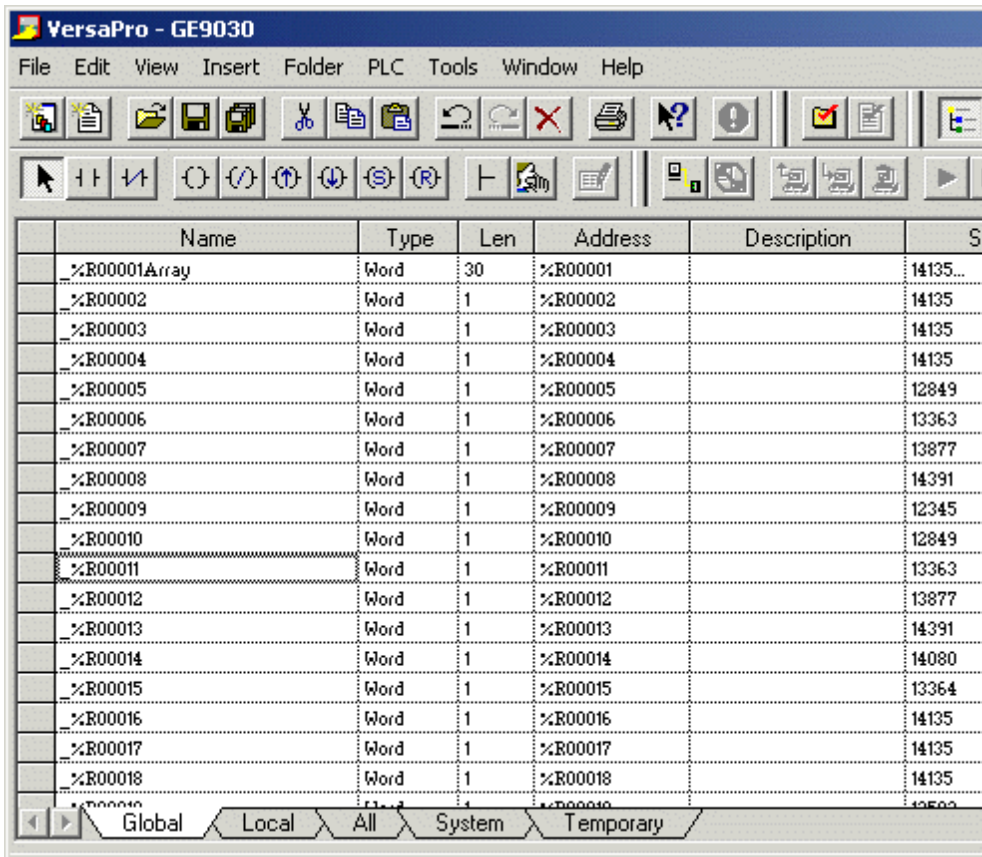 VersaPro - GE9030
File Edit View Insert Folder PLC Tools Window Help
Name Type Len Address Description S
_%R00001Array Word 30 %R00001 14135...
_%R00002 Word 1 %R00002 14135
_%R00003 Word 1 %R00003 14135
_%R00004 Word 1 %R00004 14135
_%R00005 Word 1 %R00005 12849
_%R00006 Word 1 %R00006 13363
_%R00007 Word 1 %R00007 13877
_%R00008 Word 1 %R00008 14391
_%R00009 Word 1 %R00009 12345
_%R00010 Word 1 %R00010 12849
_%R00011 Word 1 %R00011 13363
_%R00012 Word 1 %R00012 13877
_%R00013 Word 1 %R00013 14391
_%R00014 Word 1 %R00014 14080
_%R00015 Word 1 %R00015 13364
_%R00016 Word 1 %R00016 14135
_%R00017 Word 1 %R00017 14135
_%R00018 Word 1 %R00018 14135
Global Local All System Temporary